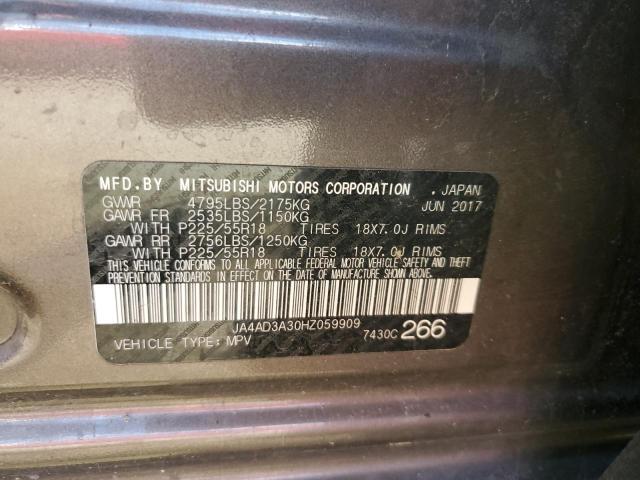 MFD.BY MITSUBISHI MOTORS CORPORATION . JAPAN
GVWR 4795LBS/2175KG JUN 2017
GAWR FR 2535LBS/1150KG
WITH P225/55R18 TIRES 18X7.0J RIMS
GAWR RR 2756LBS/1250KG
WITH P225/55R18 TIRES 18X7.0J RIMS
THIS VEHICLE CONFORMS TO ALL APPLICABLE FEDERAL MOTOR VEHICLE SAFETY AND THEFT
PREVENTION STANDARDS IN EFFECT ON THE DATE OF MANUFACTURE SHOWN ABOVE.
JA4AD3A30HZ059909
VEHICLE TYPE: MPV 7430C 266